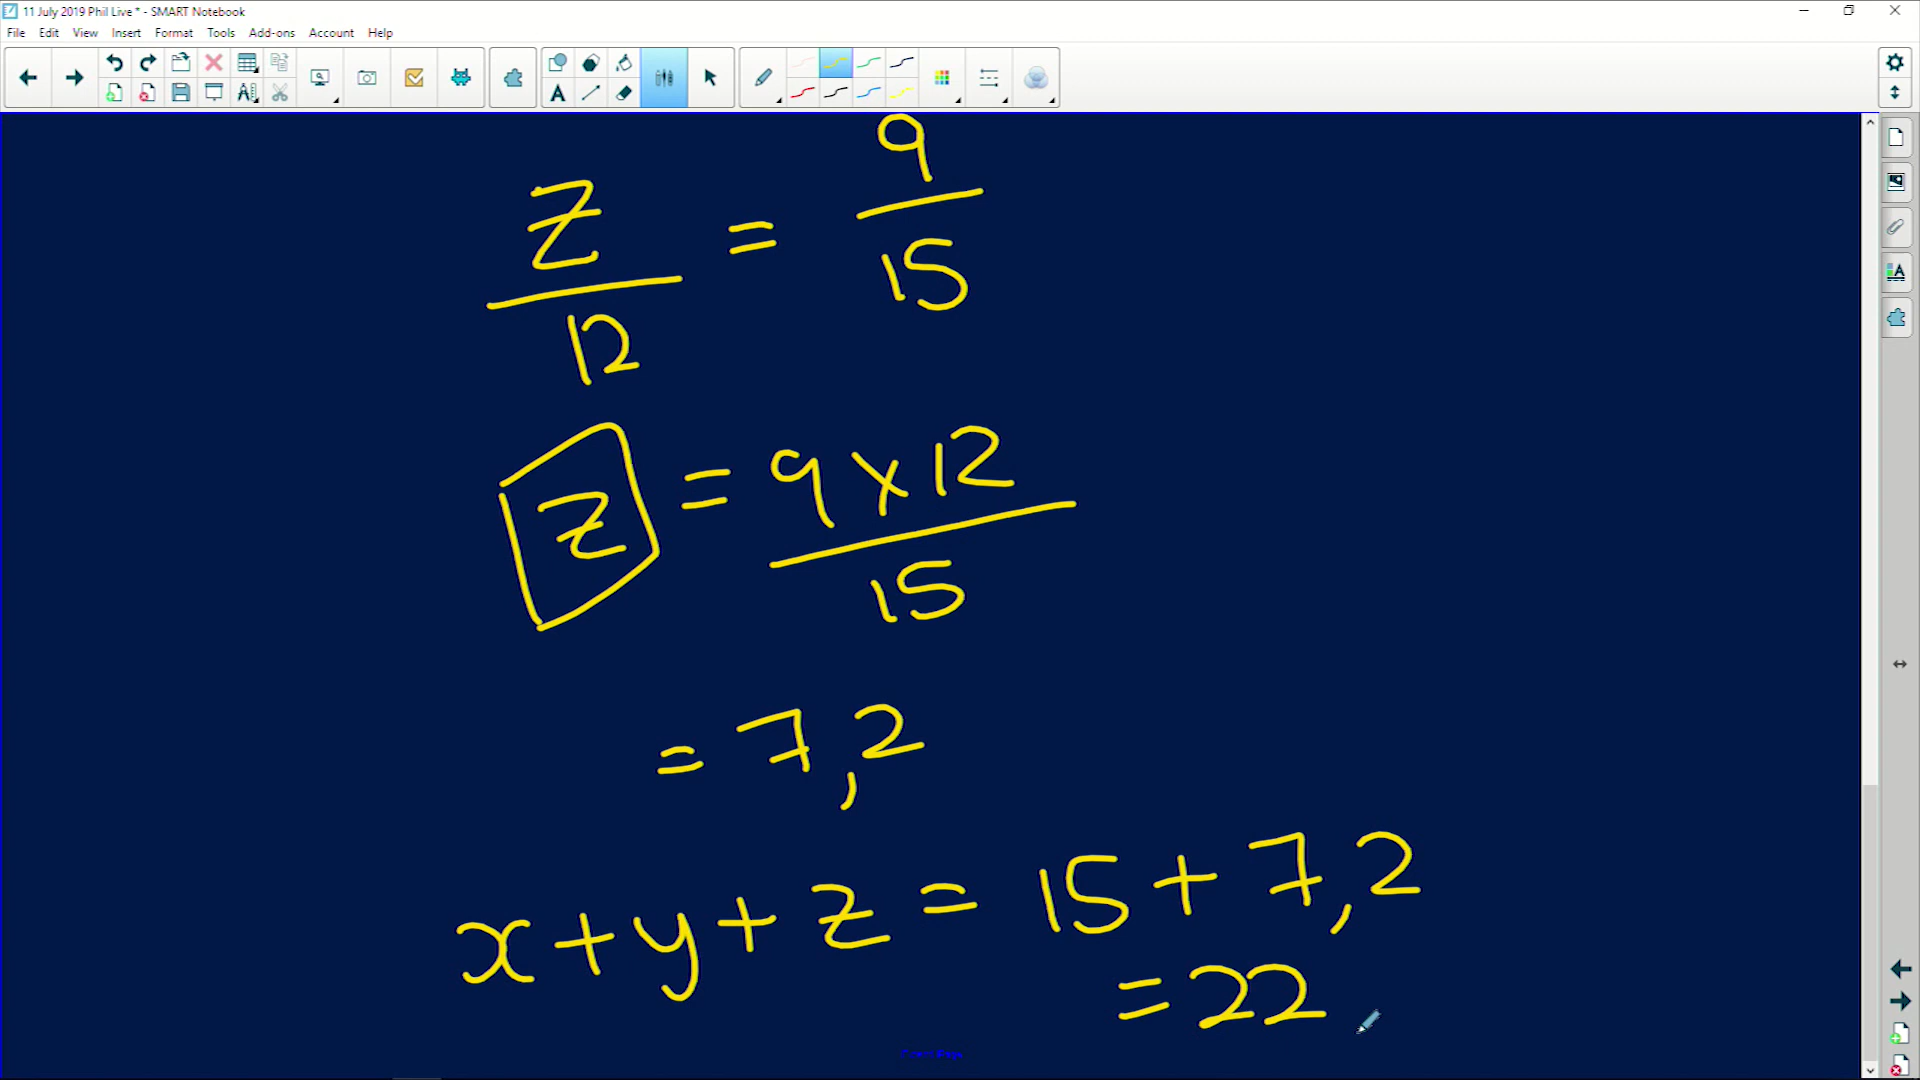 11 July 2019 Phil Live * - SMART Notebook
File Edit View Insert Format Tools Add-ons Account Help
z/12 = 9/15
z = 9 x 12/15
= 7,2
x + y + z = 15 + 7,2
= 22